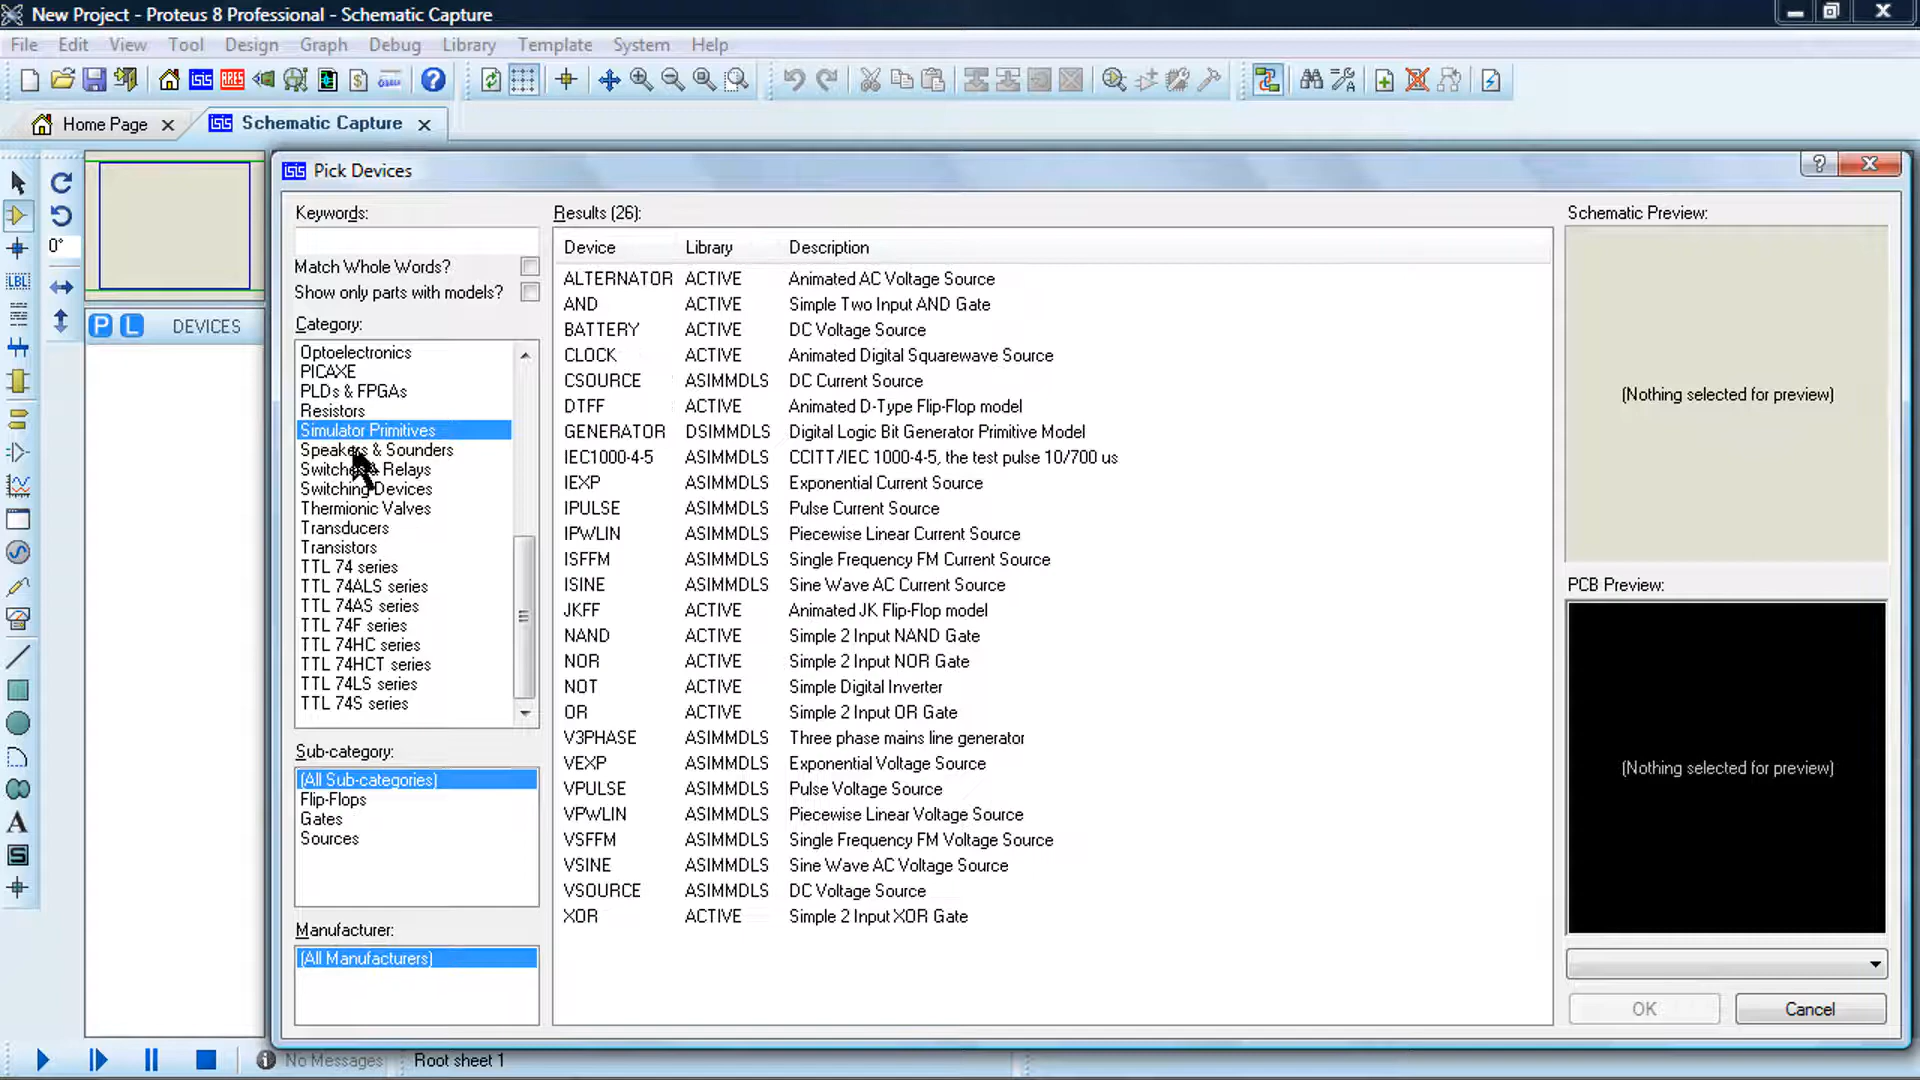 New Project - Proteus 8 Professional - Schematic Capture
File Edit View Tool Design Graph Debug Library Template System Help
isis ARES $ ?
Home Page isis Schematic Capture
isis Pick Devices
Keywords:
Match Whole Words?
Show only parts with models?
Category:
Optoelectronics
PICAXE
PLDs & FPGAs
Resistors
Simulator Primitives
Speakers & Sounders
Switches & Relays
Switching Devices
Thermionic Valves
Transducers
Transistors
TTL 74 series
TTL 74ALS series
TTL 74AS series
TTL 74F series
TTL 74HC series
TTL 74HCT series
TTL 74LS series
TTL 74S series
Sub-category:
(All Sub-categories)
Flip-Flops
Gates
Sources
Manufacturer:
(All Manufacturers)
Results (26):
Device Library Description
ALTERNATOR ACTIVE Animated AC Voltage Source
AND ACTIVE Simple Two Input AND Gate
BATTERY ACTIVE DC Voltage Source
CLOCK ACTIVE Animated Digital Squarewave Source
CSOURCE ASIMMDLS DC Current Source
DTFF ACTIVE Animated D-Type Flip-Flop model
GENERATOR DSIMMDLS Digital Logic Bit Generator Primitive Model
IEC1000-4-5 ASIMMDLS CCITT/IEC 1000-4-5, the test pulse 10/700 us
IEXP ASIMMDLS Exponential Current Source
IPULSE ASIMMDLS Pulse Current Source
IPWLIN ASIMMDLS Piecewise Linear Current Source
ISFFM ASIMMDLS Single Frequency FM Current Source
ISINE ASIMMDLS Sine Wave AC Current Source
JKFF ACTIVE Animated JK Flip-Flop model
NAND ACTIVE Simple 2 Input NAND Gate
NOR ACTIVE Simple 2 Input NOR Gate
NOT ACTIVE Simple Digital Inverter
OR ACTIVE Simple 2 Input OR Gate
V3PHASE ASIMMDLS Three phase mains line generator
VEXP ASIMMDLS Exponential Voltage Source
VPULSE ASIMMDLS Pulse Voltage Source
VPWLIN ASIMMDLS Piecewise Linear Voltage Source
VSFFM ASIMMDLS Single Frequency FM Voltage Source
VSINE ASIMMDLS Sine Wave AC Voltage Source
VSOURCE ASIMMDLS DC Voltage Source
XOR ACTIVE Simple 2 Input XOR Gate
Schematic Preview:
(Nothing selected for preview)
PCB Preview:
(Nothing selected for preview)
OK Cancel
0°
LBL
P L DEVICES
A
S
No Messages Root sheet 1